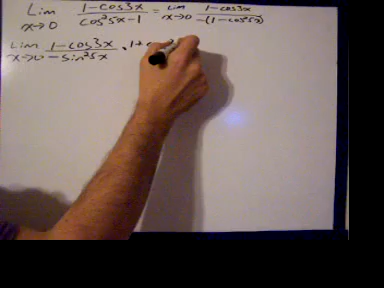 Lim x→0 1-cos3x / cos²5x-1 = Lim x→0 1-cos3x / -(1-cos²5x)
Lim x→0 1-cos3x / -sin²5x · 1+